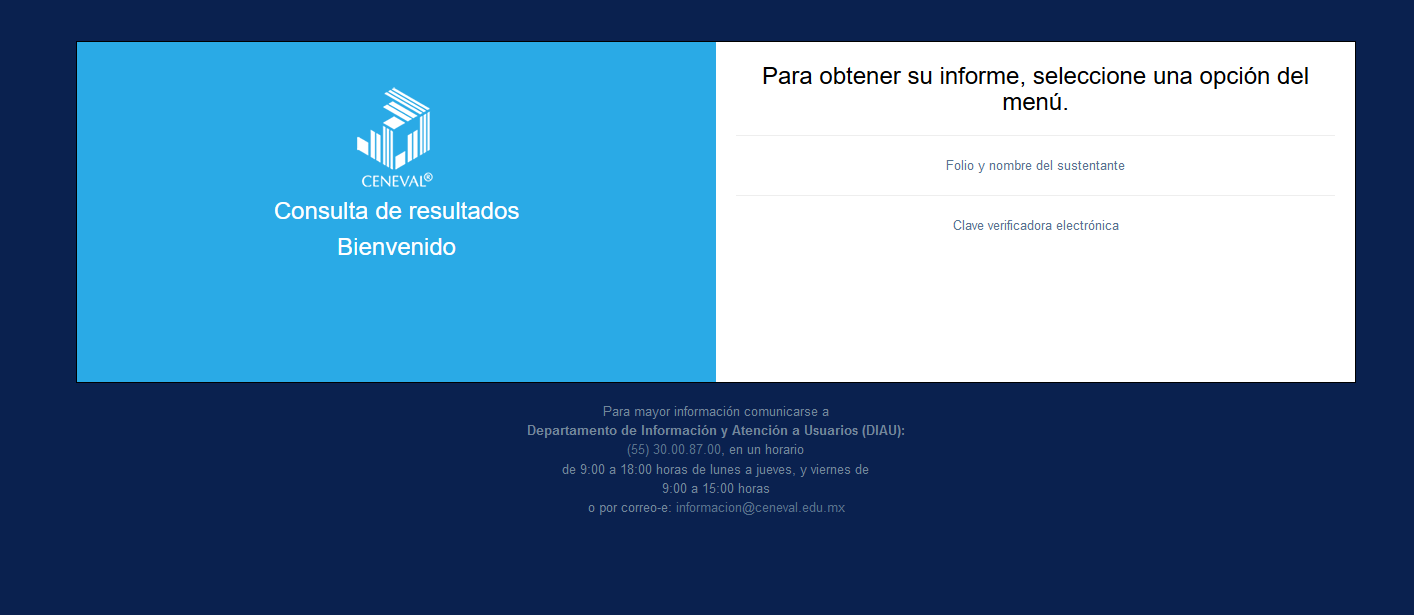 CENEVAL®
Consulta de resultados
Bienvenido
Para obtener su informe, seleccione una opción del
menú.
Folio y nombre del sustentante
Clave verificadora electrónica
Para mayor información comunicarse a
Departamento de Información y Atención a Usuarios (DIAU):
(55) 30.00.87.00, en un horario
de 9:00 a 18:00 horas de lunes a jueves, y viernes de
9:00 a 15:00 horas
o por correo-e: informacion@ceneval.edu.mx